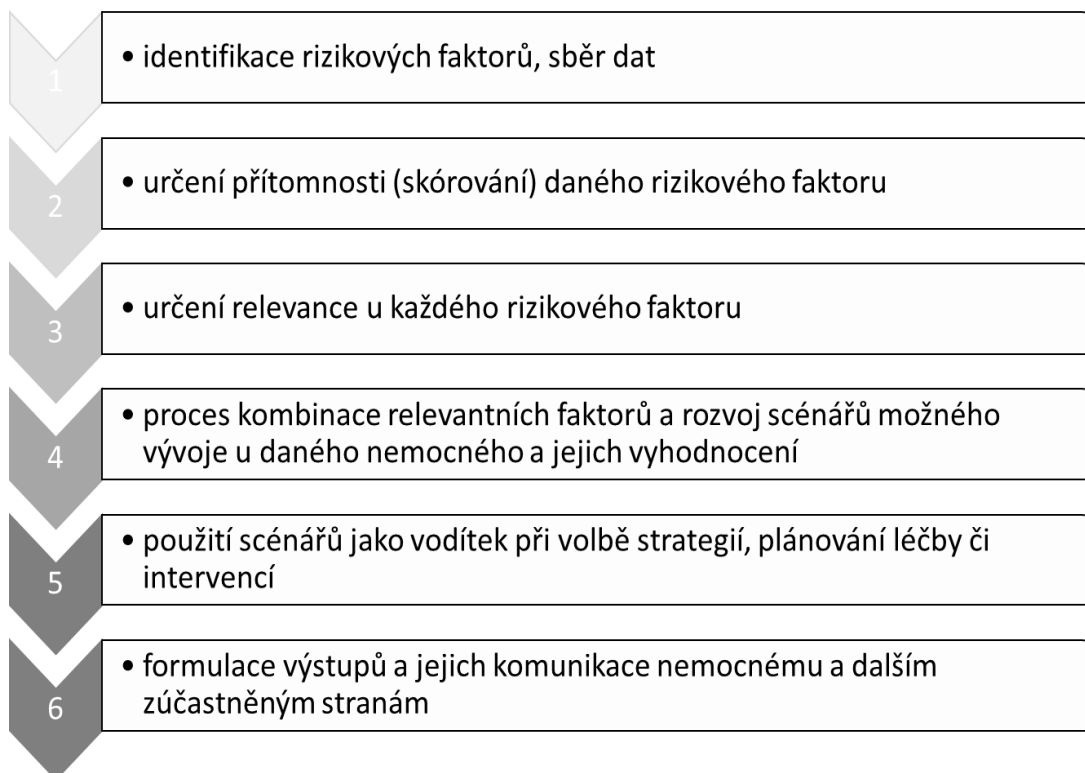 1
• identifikace rizikových faktorů, sběr dat
2
• určení přítomnosti (skórování) daného rizikového faktoru
3
• určení relevance u každého rizikového faktoru
4
• proces kombinace relevantních faktorů a rozvoj scénářů možného
vývoje u daného nemocného a jejich vyhodnocení
5
• použití scénářů jako vodítek při volbě strategií, plánování léčby či
intervencí
6
• formulace výstupů a jejich komunikace nemocnému a dalším
zúčastněným stranám